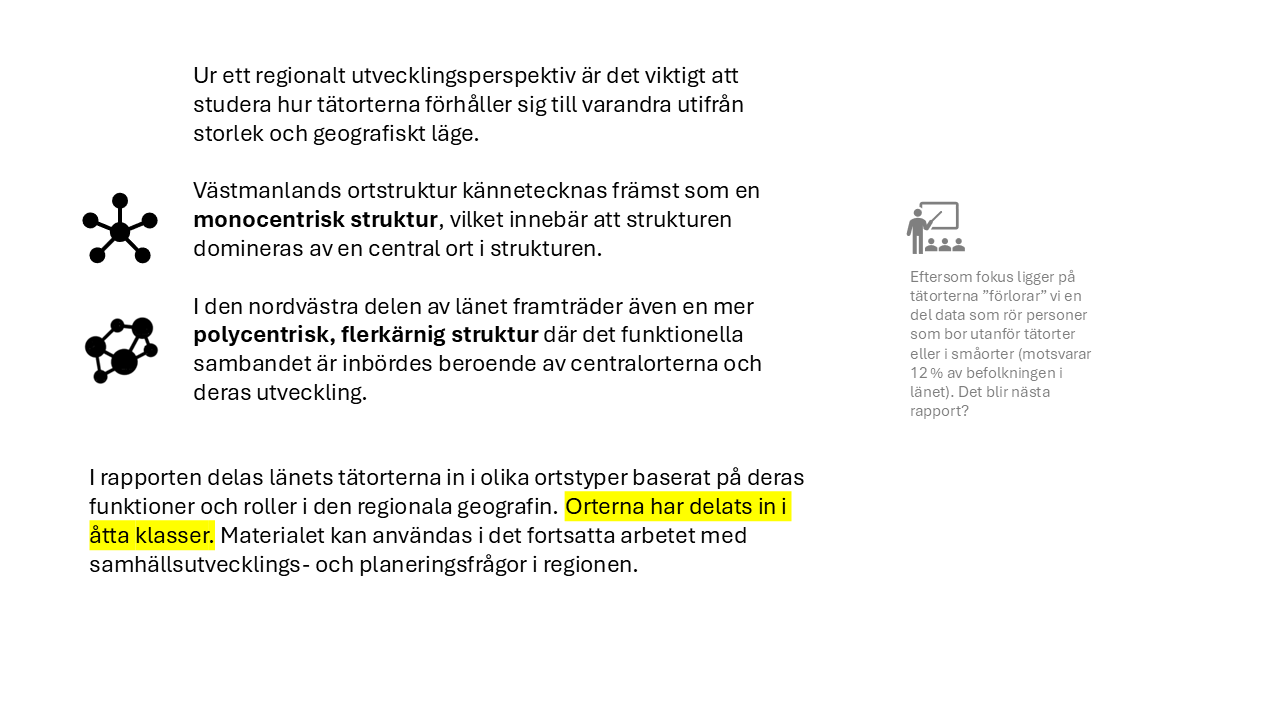 Ur ett regionalt utvecklingsperspektiv är det viktigt att
studera hur tätorterna förhåller sig till varandra utifrån
storlek och geografiskt läge.
Västmanlands ortstruktur kännetecknas främst som en
monocentrisk struktur, vilket innebär att strukturen
domineras av en central ort i strukturen.
I den nordvästra delen av länet framträder även en mer
polycentrisk, flerkärnig struktur där det funktionella
sambandet är inbördes beroende av centralorterna och
deras utveckling.
I rapporten delas länets tätorterna in i olika ortstyper baserat på deras
funktioner och roller i den regionala geografin. Orterna har delats in i
åtta klasser. Materialet kan användas i det fortsatta arbetet med
samhällsutvecklings- och planeringsfrågor i regionen.
Eftersom fokus ligger på
tätorterna ”förlorar” vi en
del data som rör personer
som bor utanför tätorter
eller i småorter (motsvarar
12 % av befolkningen i
länet). Det blir nästa
rapport?